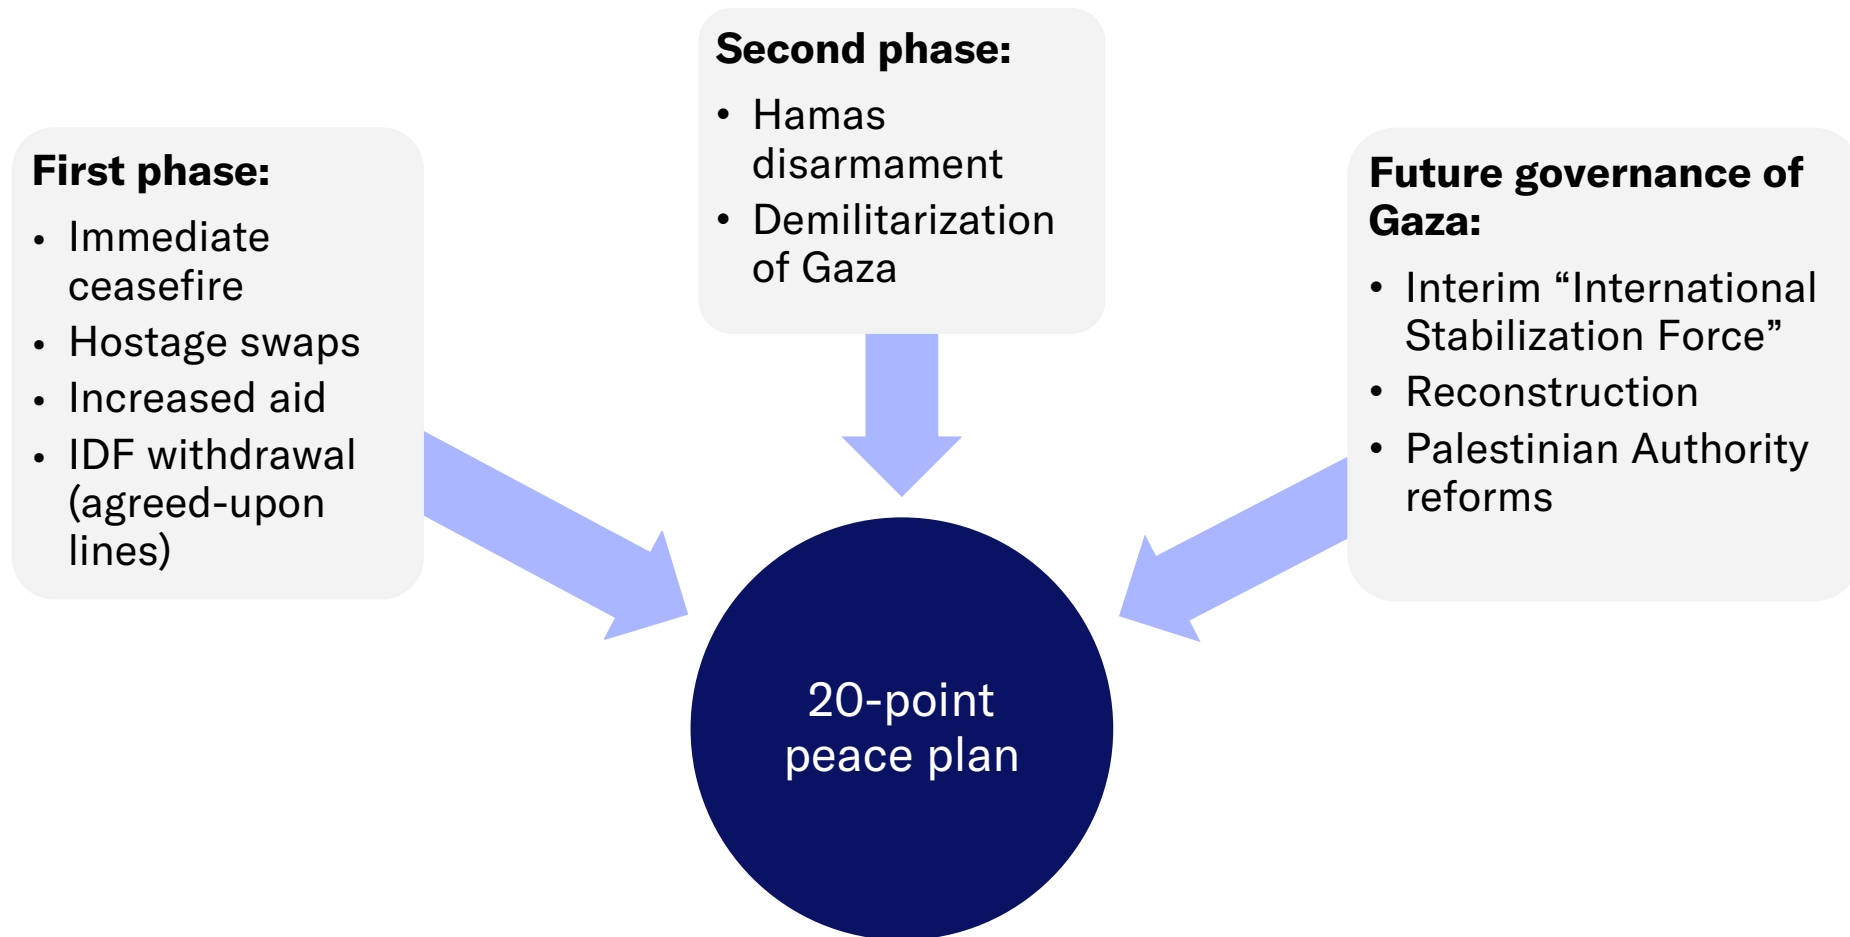 First phase:
• Immediate
ceasefire
• Hostage swaps
• Increased aid
• IDF withdrawal
(agreed-upon
lines)
Second phase:
• Hamas
disarmament
• Demilitarization
of Gaza
Future governance of
Gaza:
• Interim “International
Stabilization Force”
• Reconstruction
• Palestinian Authority
reforms
20-point
peace plan